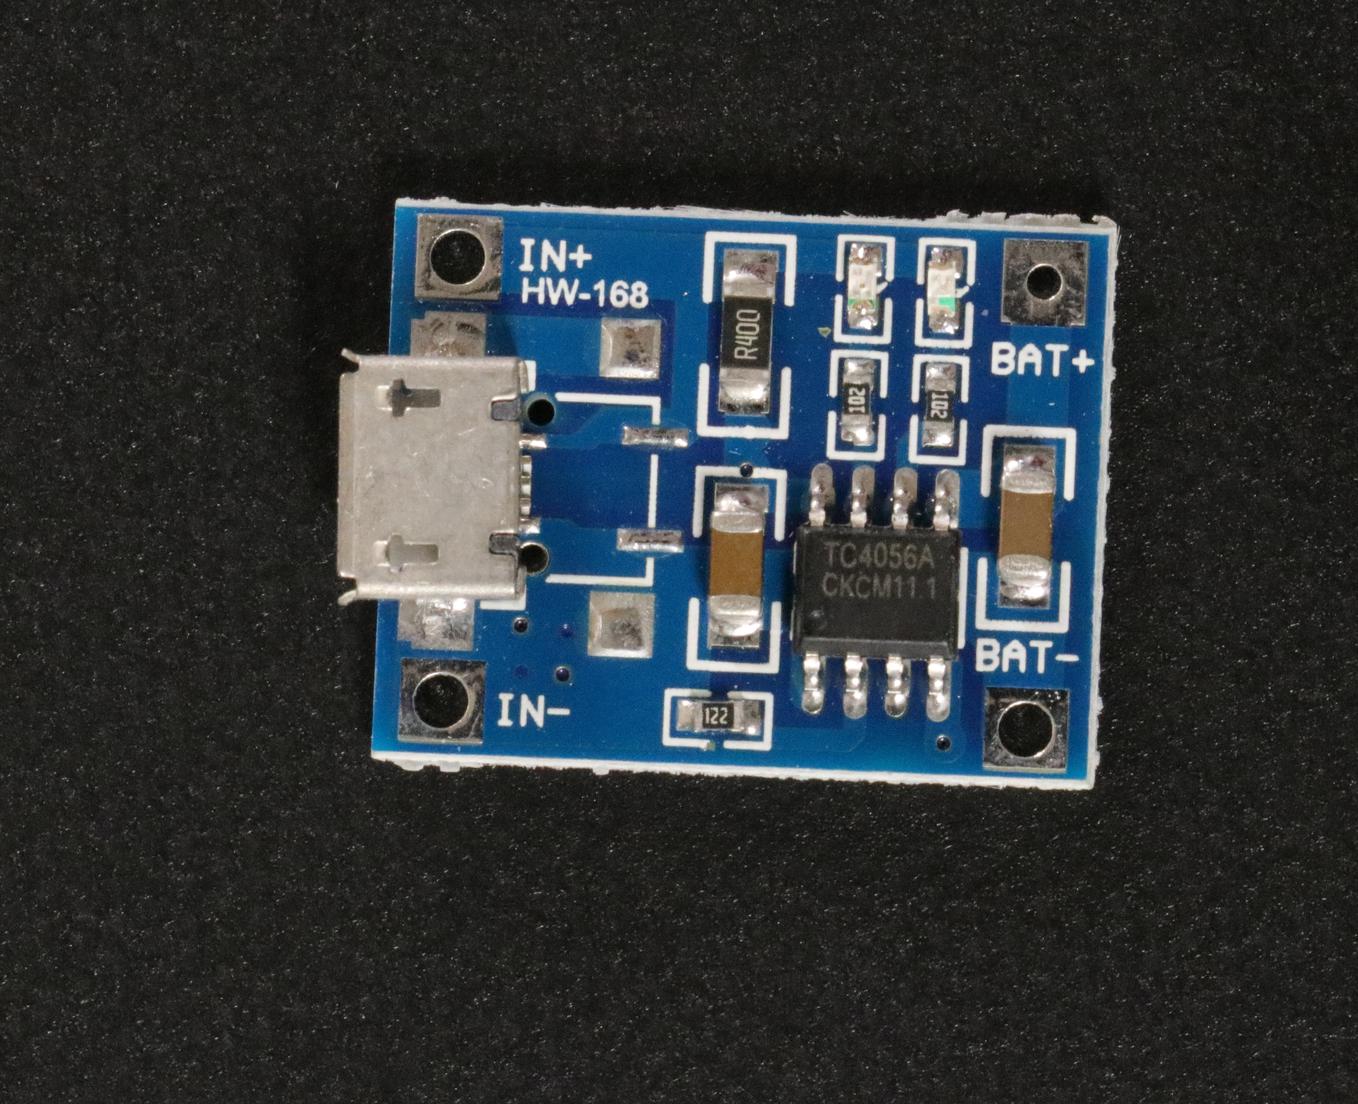 IN+
HW-168
R400
102
102
BAT+
TC4056A
CKCM11.1
BAT-
IN-
122